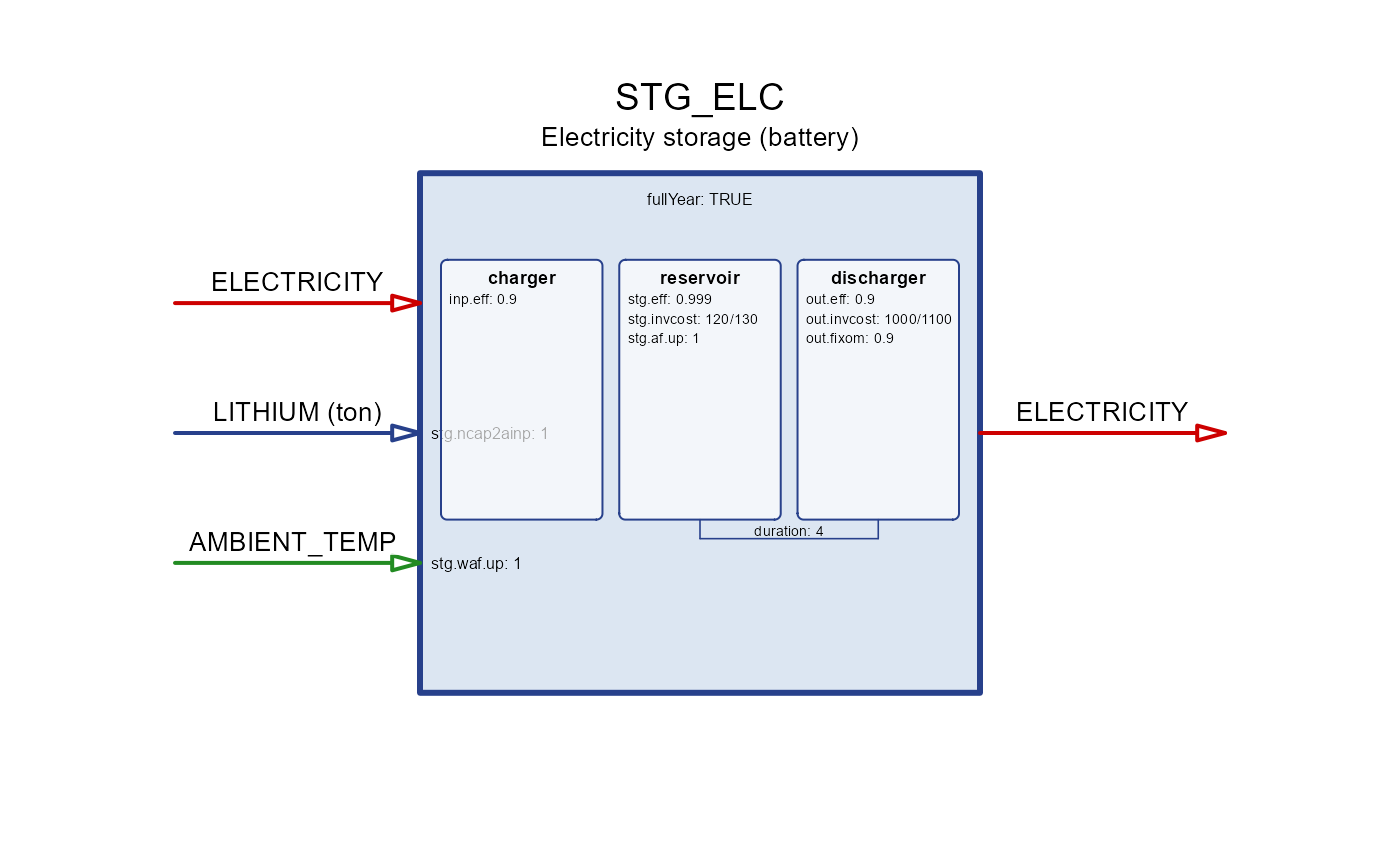 STG_ELC
Electricity storage (battery)
fullYear: TRUE
ELECTRICITY
LITHIUM (ton)
AMBIENT_TEMP
charger
inp.eff: 0.9
stg.ncap2ainp: 1
stg.waf.up: 1
reservoir
stg.eff: 0.999
stg.invcost: 120/130
stg.af.up: 1
discharger
out.eff: 0.9
out.invcost: 1000/1100
out.fixom: 0.9
duration: 4
ELECTRICITY